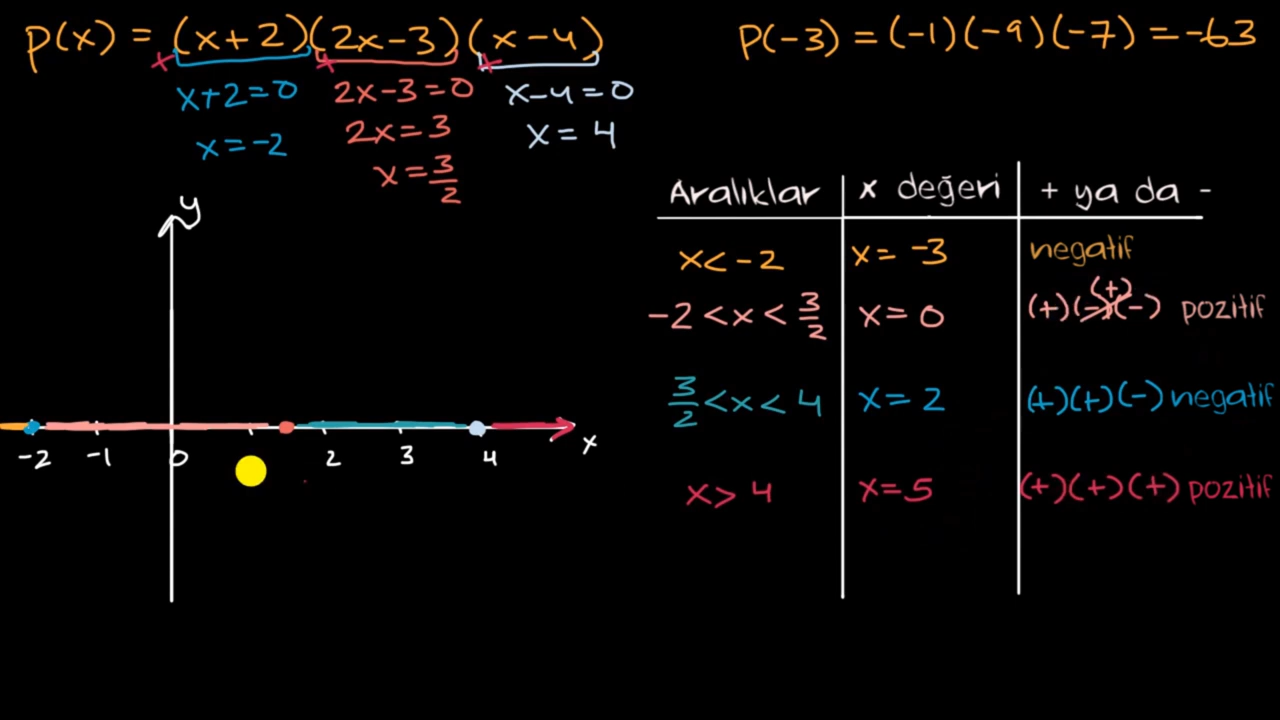 p(x) = (x+2)(2x-3)(x-4)
x+2=0
x=-2
2x-3=0
2x=3
x=3/2
x-4=0
x=4
p(-3) = (-1)(-9)(-7) = -63
Aralıklar x değeri + ya da -
x<-2 x=-3 negatif
-2<x<3/2 x=0 (+)(-)(-) (+) pozitif
3/2<x<4 x=2 (+)(+)(-) negatif
x>4 x=5 (+)(+)(+) pozitif
y
-2 -1 0 2 3 4 x